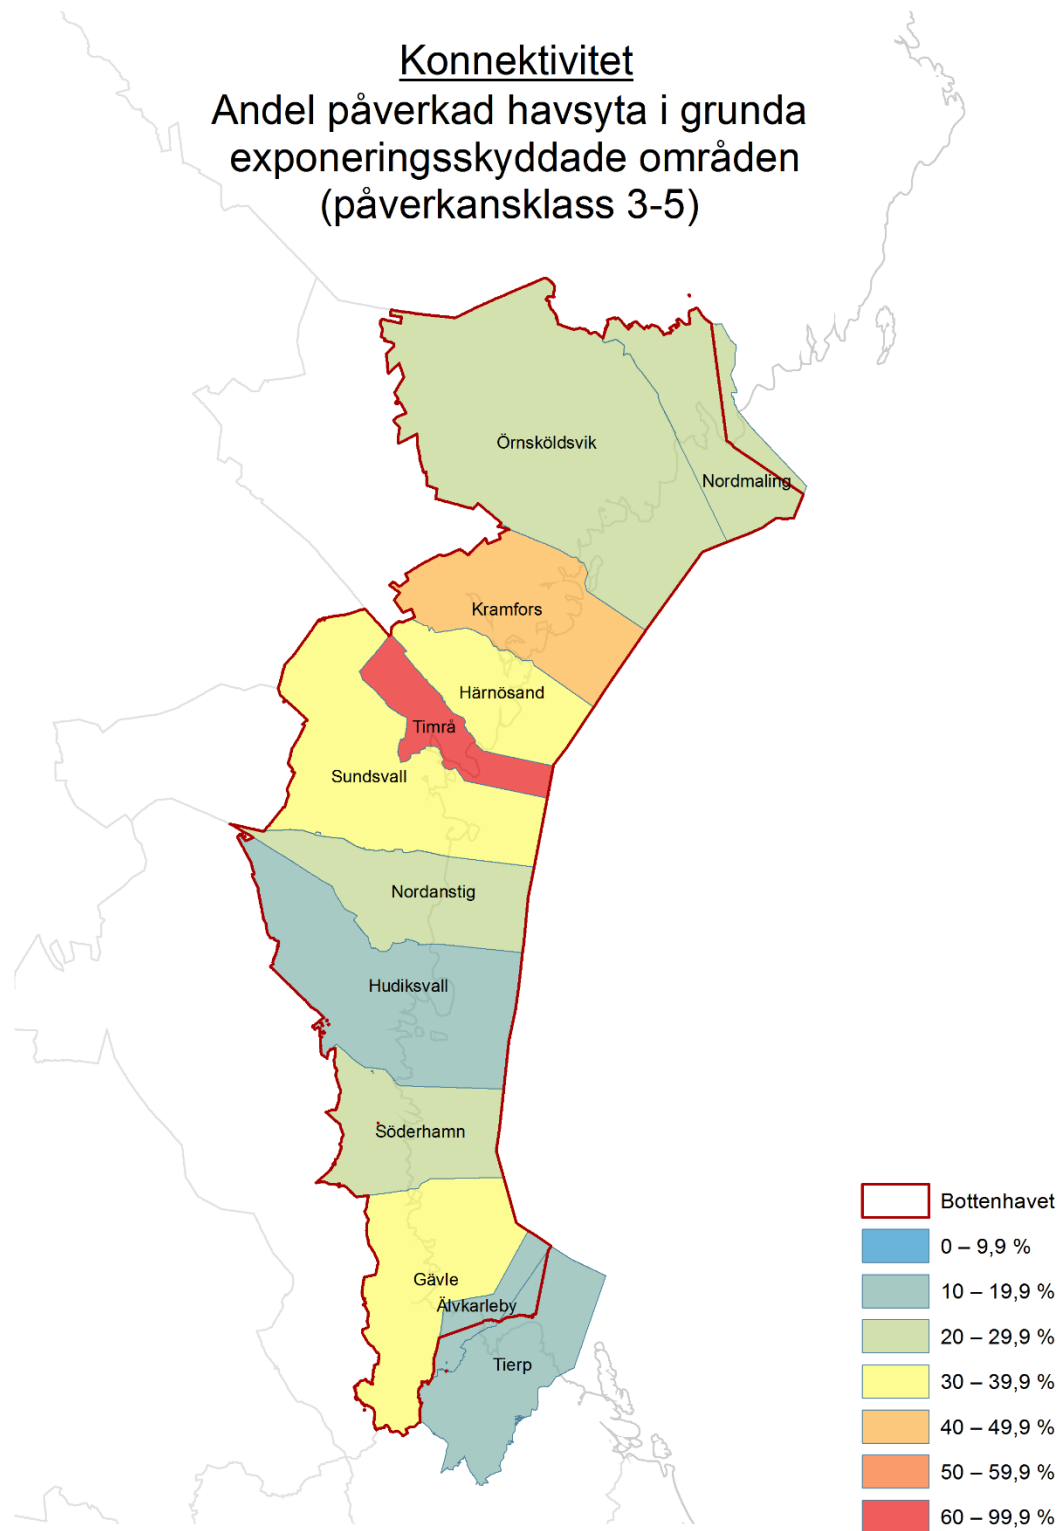 Konnektivitet
Andel påverkad havsyta i grunda
exponeringsskyddade områden
(påverkansklass 3-5)
Örnsköldsvik
Nordmaling
Kramfors
Härnösand
Timrå
Sundsvall
Nordanstig
Hudiksvall
Söderhamn
Gävle
Älvkarleby
Tierp
Bottenhavet
0 – 9,9 %
10 – 19,9 %
20 – 29,9 %
30 – 39,9 %
40 – 49,9 %
50 – 59,9 %
60 – 99,9 %